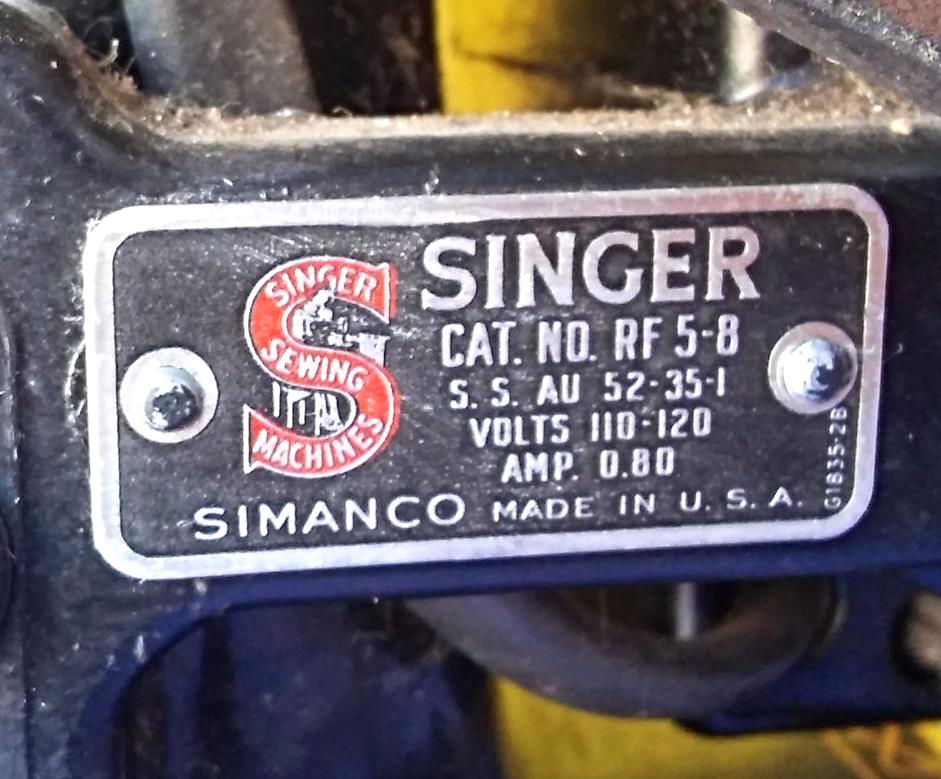 SINGER
SEWING
MACHINES
SINGER
CAT. NO. RF 5-8
S. S. AU 52-35-1
VOLTS 110-120
AMP. 0.80
SIMANCO MADE IN U. S. A.
G1835-2B